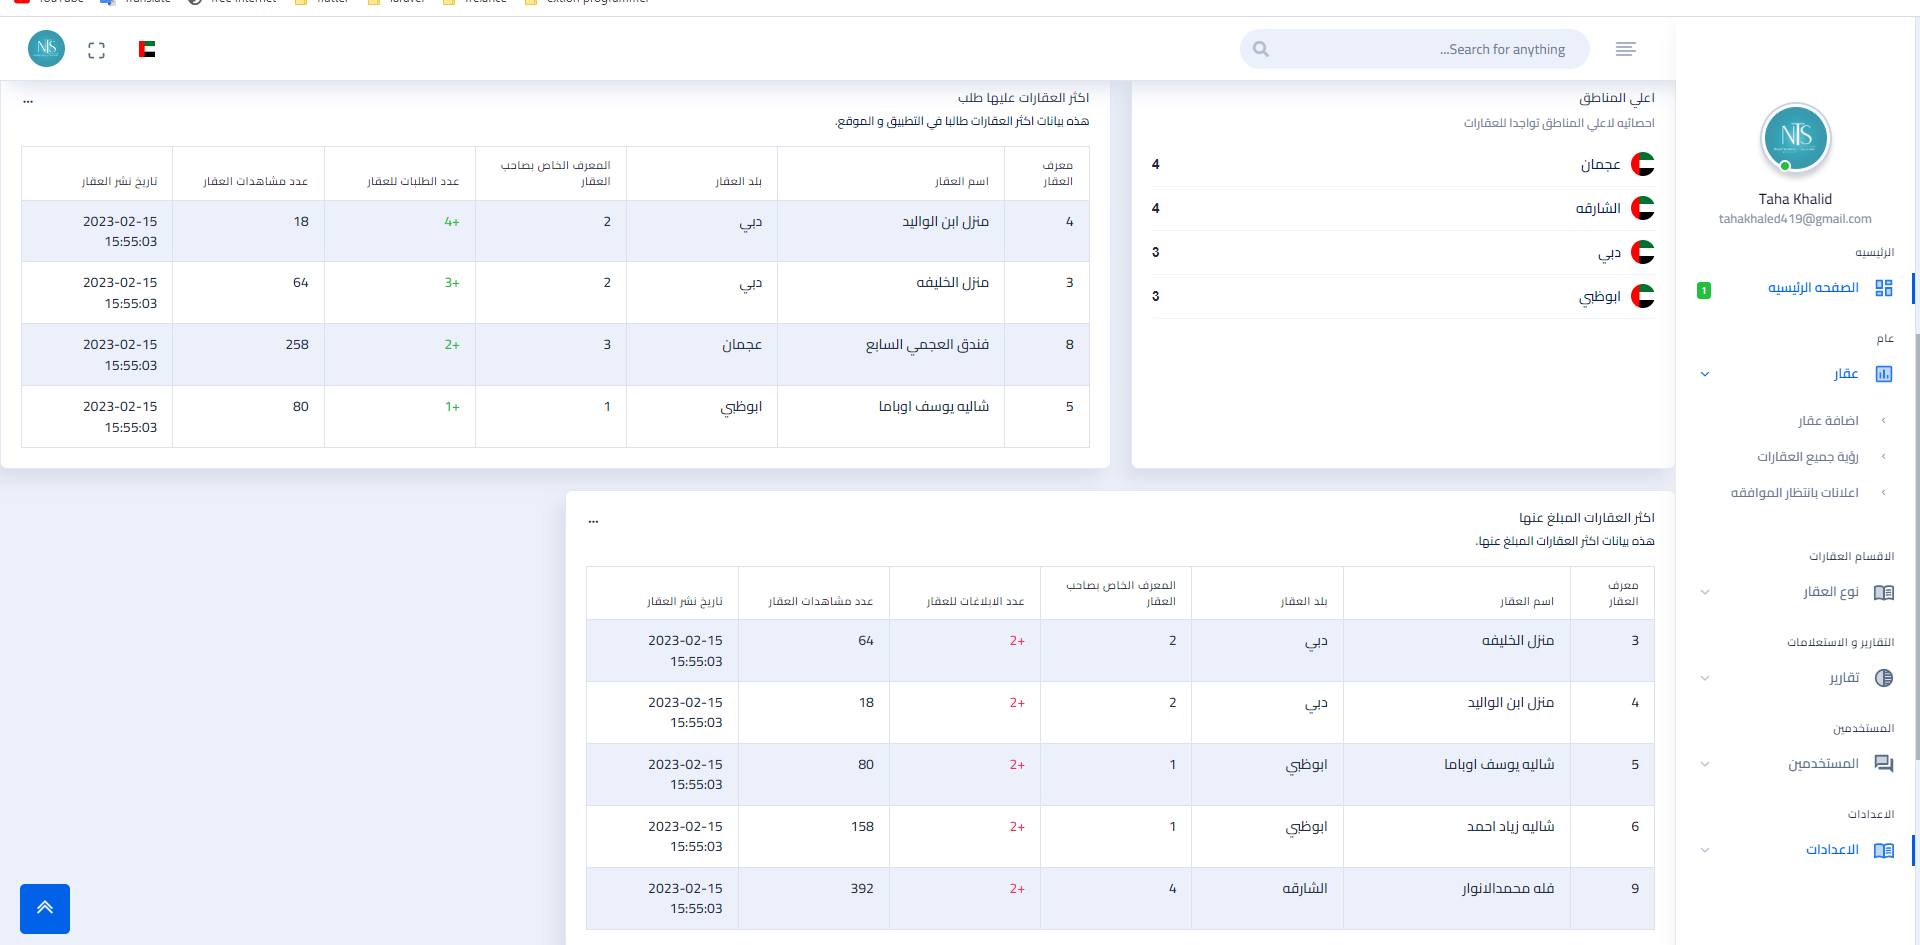 Search for anything...
NTS
Taha Khalid
tahakhaled419@gmail.com
الرئيسيه
الصفحه الرئيسيه
1
عام
عقار
اضافة عقار
رؤية جميع العقارات
اعلانات بانتظار الموافقه
الاقسام العقارات
نوع العقار
التقارير و الاستعلامات
تقارير
المستخدمين
المستخدمين
الاعدادات
الاعدادات
اعلي المناطق
احصائيه لاعلي المناطق تواجدا للعقارات
عجمان 4
الشارقه 4
دبي 3
ابوظبي 3
اكثر العقارات عليها طلب
...
هذه بيانات اكثر العقارات طالبا في التطبيق و الموقع.
معرف العقار اسم العقار بلد العقار المعرف الخاص بصاحب العقار عدد الطلبات للعقار عدد مشاهدات العقار تاريخ نشر العقار
4 منزل ابن الواليد دبي 2 +4 18 2023-02-15 15:55:03
3 منزل الخليفه دبي 2 +3 64 2023-02-15 15:55:03
8 فندق العجمي السابع عجمان 3 +2 258 2023-02-15 15:55:03
5 شاليه يوسف اوباما ابوظبي 1 +1 80 2023-02-15 15:55:03
اكثر العقارات المبلغ عنها
...
هذه بيانات اكثر العقارات المبلغ عنها.
معرف العقار اسم العقار بلد العقار المعرف الخاص بصاحب العقار عدد الابلاغات للعقار عدد مشاهدات العقار تاريخ نشر العقار
3 منزل الخليفه دبي 2 +2 64 2023-02-15 15:55:03
4 منزل ابن الواليد دبي 2 +2 18 2023-02-15 15:55:03
5 شاليه يوسف اوباما ابوظبي 1 +2 80 2023-02-15 15:55:03
6 شاليه زياد احمد ابوظبي 1 +2 158 2023-02-15 15:55:03
9 فله محمدالانوار الشارقه 4 +2 392 2023-02-15 15:55:03